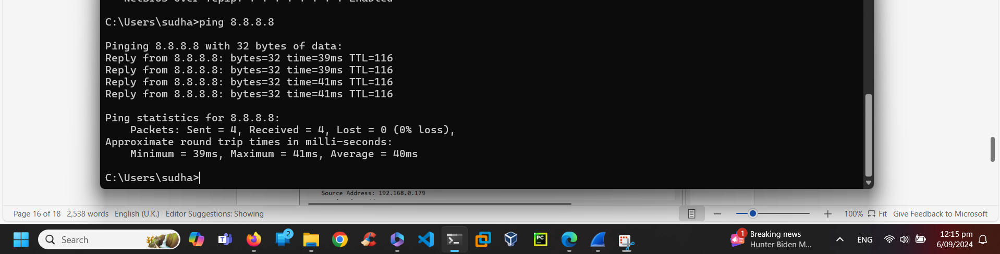 NetBIOS over Tcpip. . . . . . . . : Enabled
C:\Users\sudha>ping 8.8.8.8
Pinging 8.8.8.8 with 32 bytes of data:
Reply from 8.8.8.8: bytes=32 time=39ms TTL=116
Reply from 8.8.8.8: bytes=32 time=39ms TTL=116
Reply from 8.8.8.8: bytes=32 time=41ms TTL=116
Reply from 8.8.8.8: bytes=32 time=41ms TTL=116
Ping statistics for 8.8.8.8:
Packets: Sent = 4, Received = 4, Lost = 0 (0% loss),
Approximate round trip times in milli-seconds:
Minimum = 39ms, Maximum = 41ms, Average = 40ms
C:\Users\sudha>
Source Address: 192.168.0.179
Page 16 of 18 2,538 words English (U.K.) Editor Suggestions: Showing 100% Fit Give Feedback to Microsoft
Search
2
PC
1
Breaking news
Hunter Biden M...
ENG
12:15 pm
6/09/2024